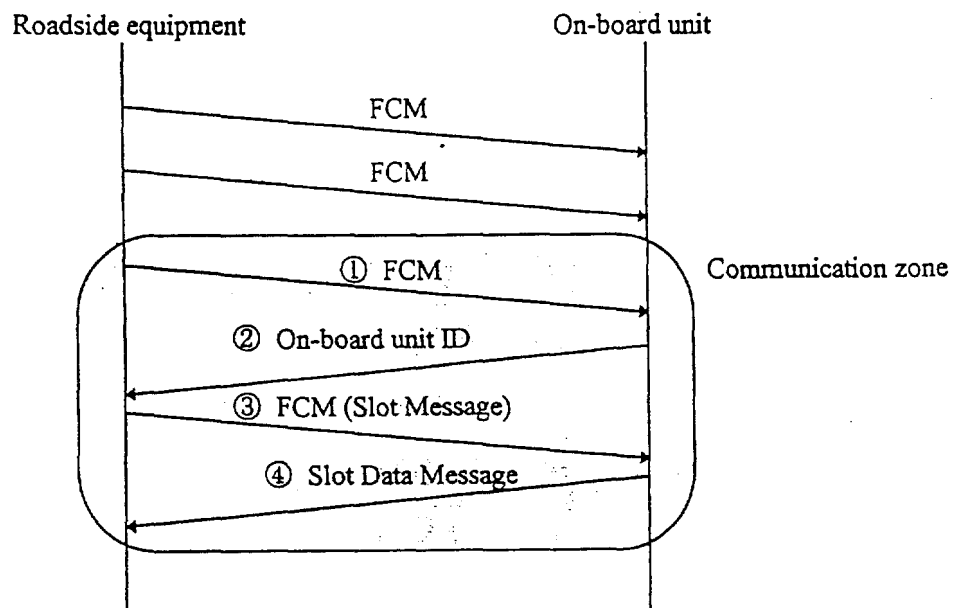 Roadside equipment
On-board unit
FCM
FCM
① FCM
Communication zone
② On-board unit ID
③ FCM (Slot Message)
④ Slot Data Message